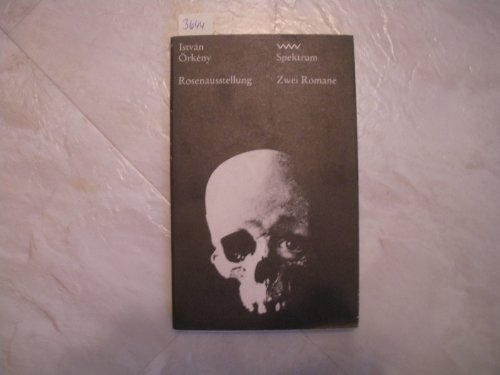 3644
István
Örkény
Spektrum
Rosenausstellung
Zwei Romane